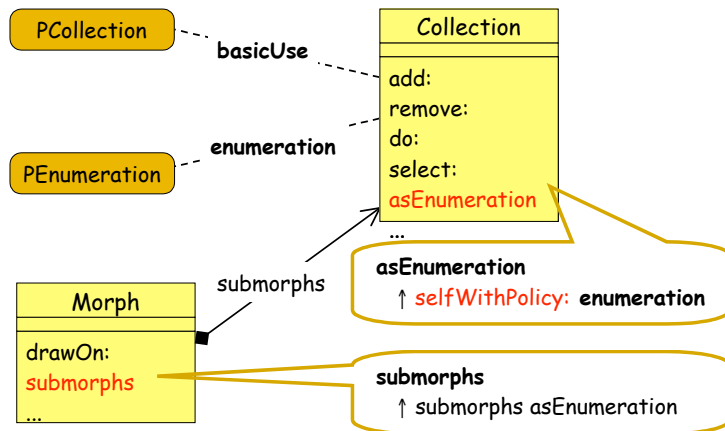 PCollection
basicUse
PEnumeration
enumeration
Collection
add:
remove:
do:
select:
asEnumeration
...
submorphs
Morph
drawOn:
submorphs
...
asEnumeration
↑ selfWithPolicy: enumeration
submorphs
↑ submorphs asEnumeration